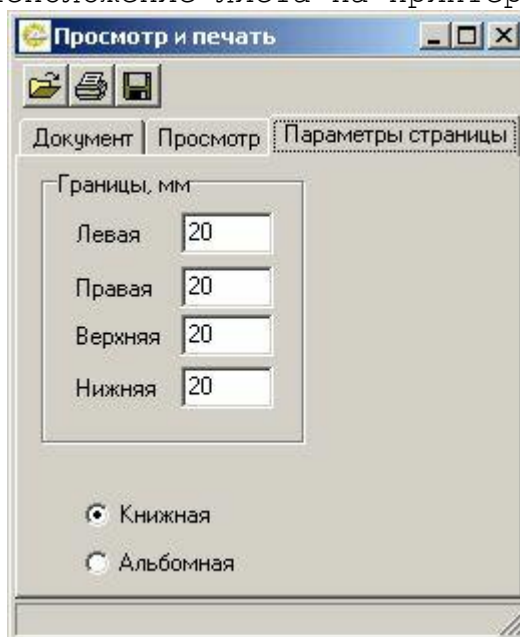 Просмотр и печать
Документ Просмотр Параметры страницы
Границы, мм
Левая 20
Правая 20
Верхняя 20
Нижняя 20
Книжная
Альбомная